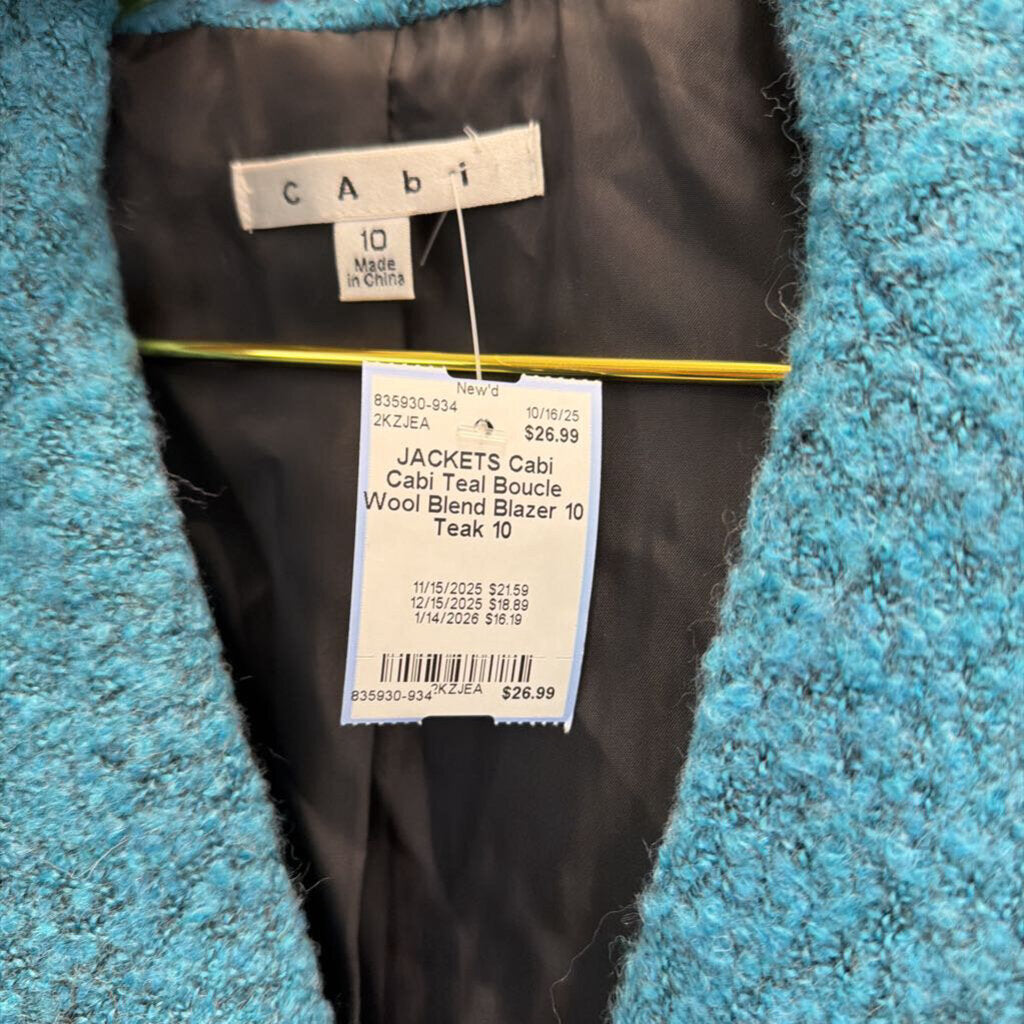 cAbi
10
Made
in China
New'd
835930-934 10/16/25
2KZJEA $26.99
JACKETS Cabi
Cabi Teal Boucle
Wool Blend Blazer 10
Teak 10
11/15/2025 $21.59
12/15/2025 $18.89
1/14/2026 $16.19
835930-934 2KZJEA $26.99